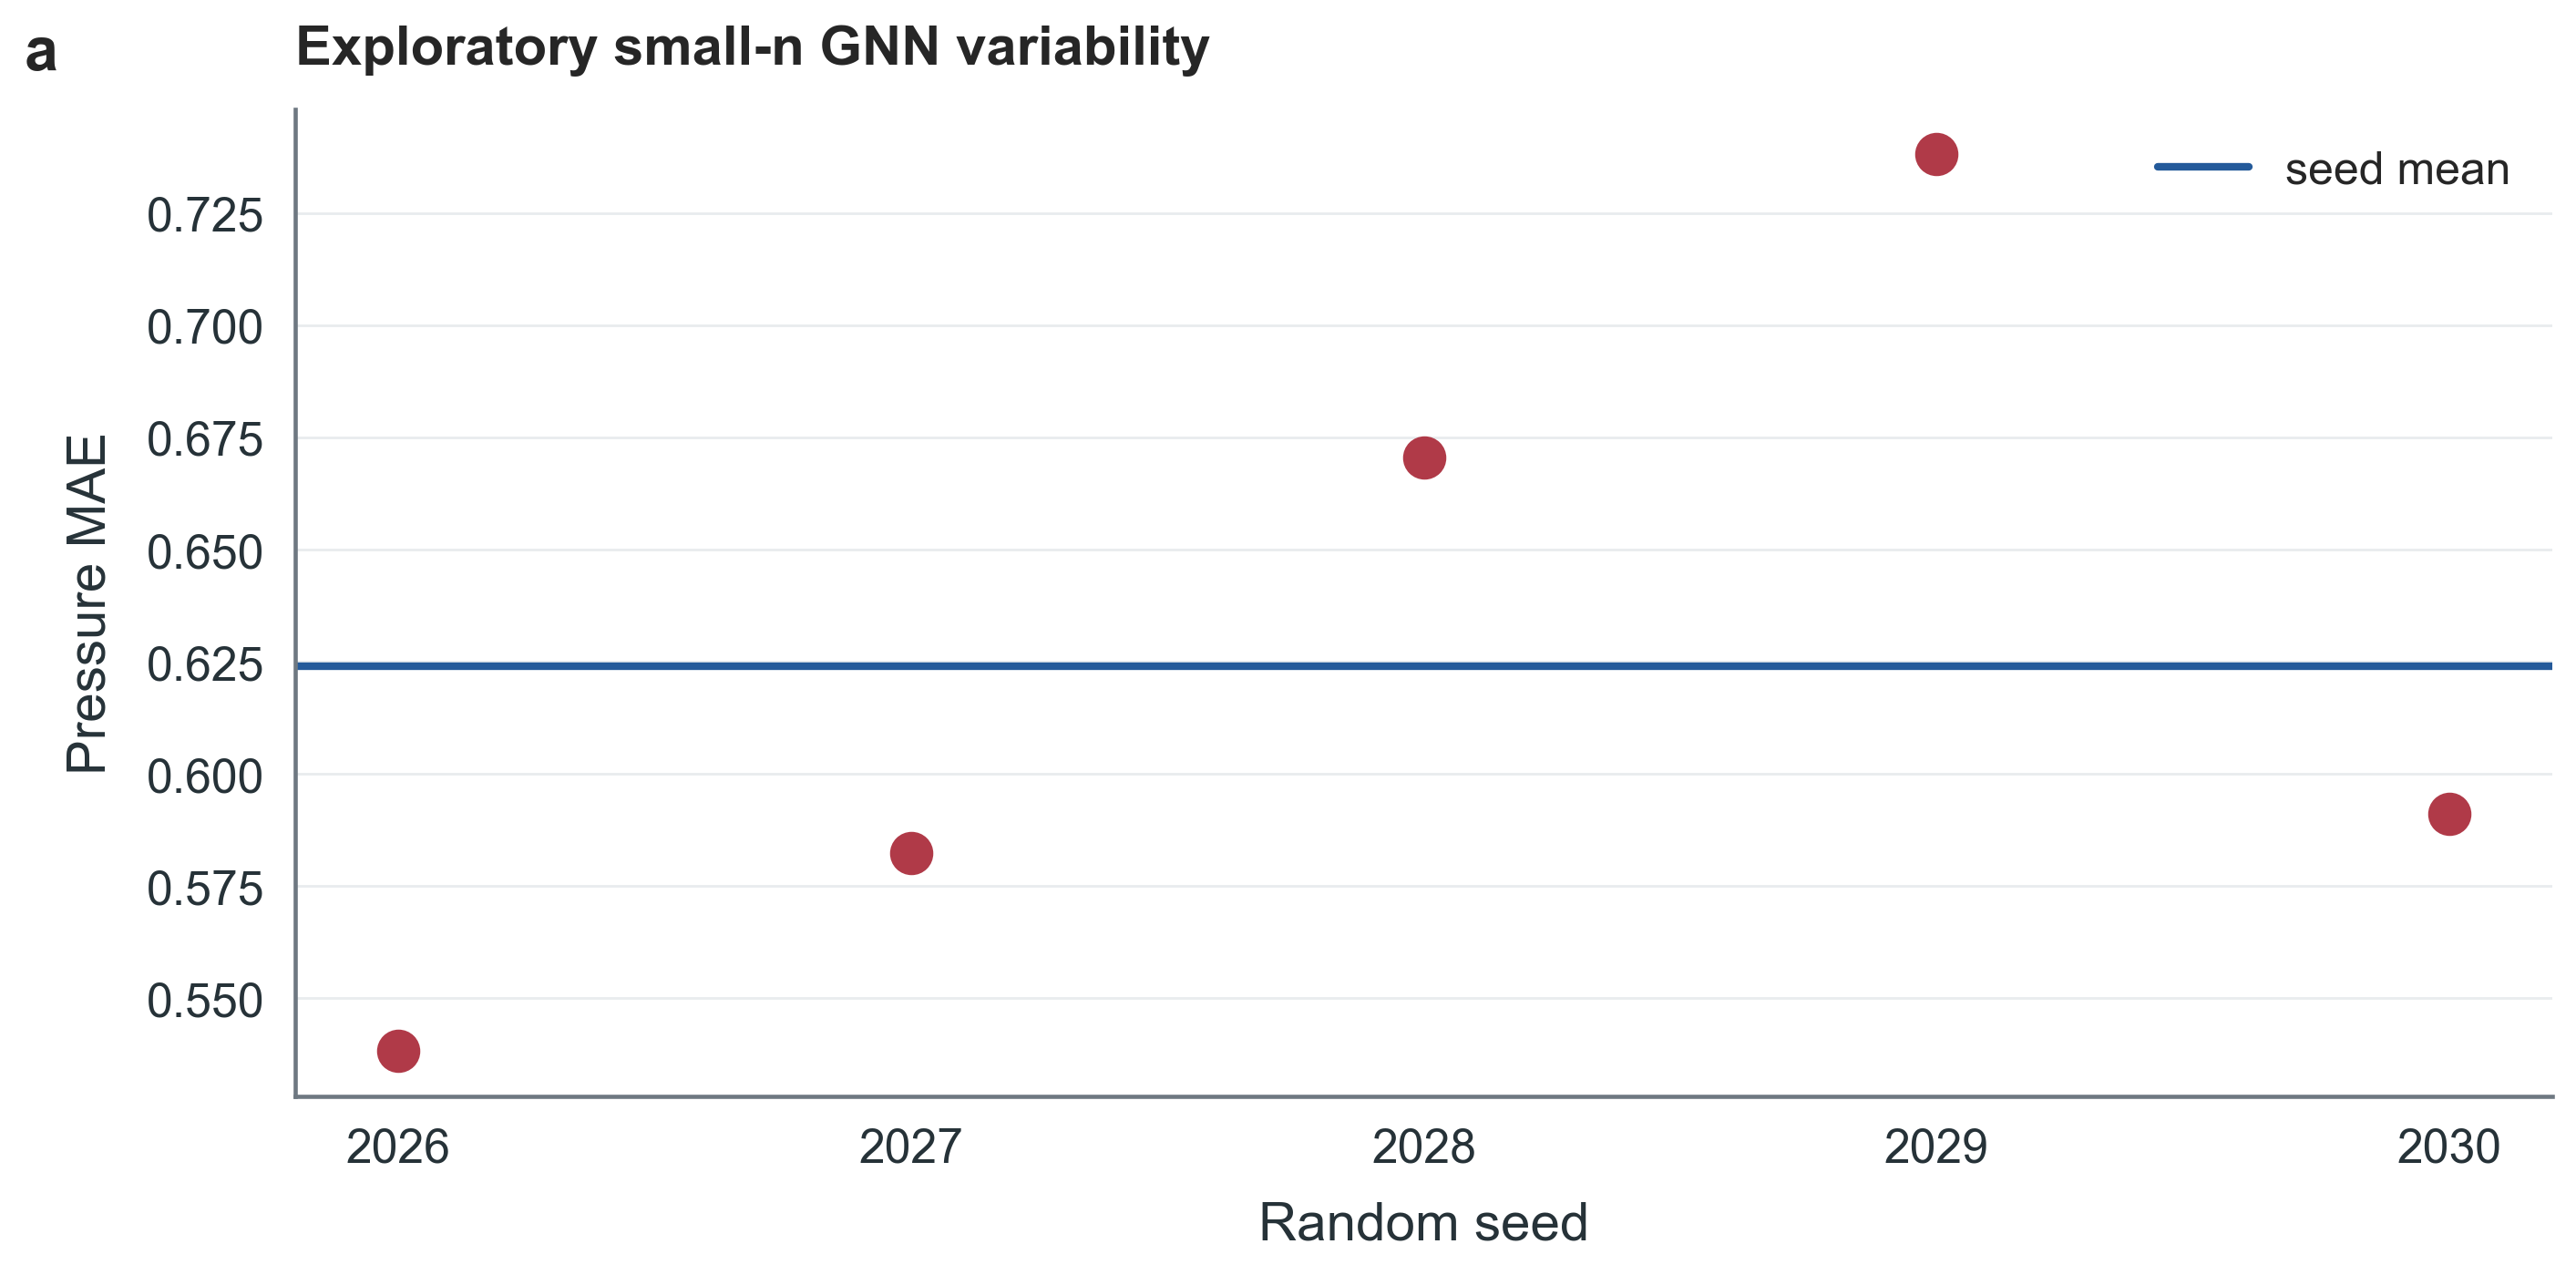 a
Exploratory small-n GNN variability
seed mean
Pressure MAE
0.725
0.700
0.675
0.650
0.625
0.600
0.575
0.550
2026 2027 2028 2029 2030
Random seed